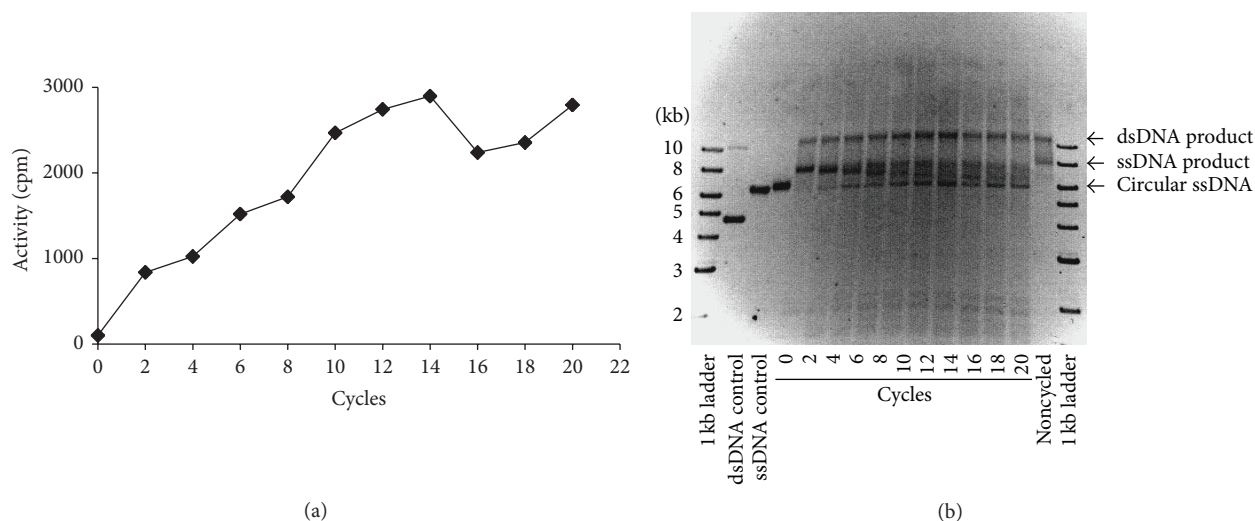 3000
2000
1000
0
Activity (cpm)
0 2 4 6 8 10 12 14 16 18 20 22
Cycles
(a)
(kb)
10
8
6
5
4
3
2
dsDNA product
ssDNA product
Circular ssDNA
1 kb ladder
dsDNA control
ssDNA control
0 2 4 6 8 10 12 14 16 18 20
Cycles
Noncycled
1 kb ladder
(b)